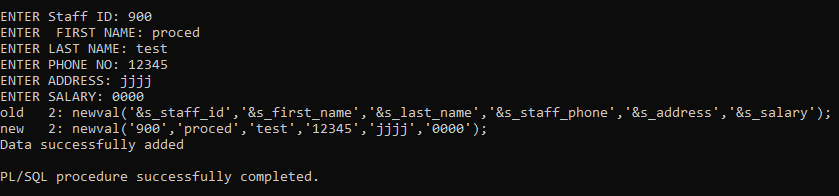 ENTER Staff ID: 900
ENTER  FIRST NAME: proced
ENTER LAST NAME: test
ENTER PHONE NO: 12345
ENTER ADDRESS: jjjj
ENTER SALARY: 0000
old   2: newval('&s_staff_id','&s_first_name','&s_last_name','&s_staff_phone','&s_address','&s_salary');
new   2: newval('900','proced','test','12345','jjjj','0000');
Data successfully added
PL/SQL procedure successfully completed.